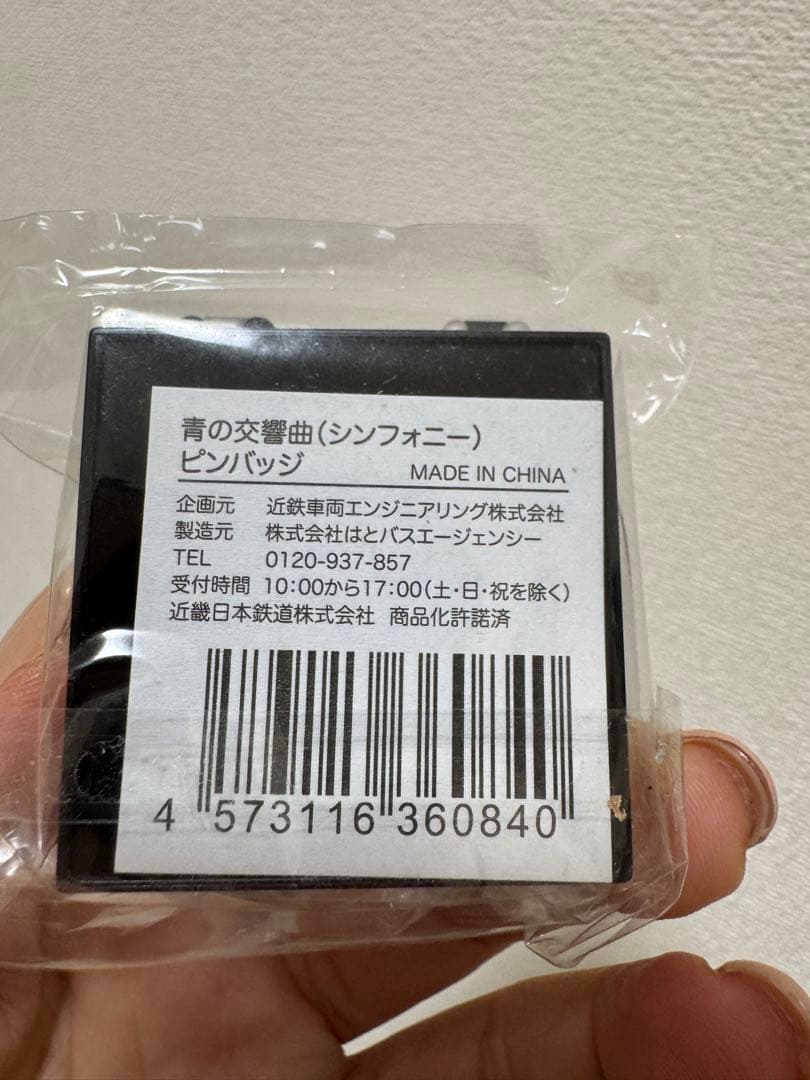 青の交響曲(シンフォニー)
ピンバッジ MADE IN CHINA
企画元 近鉄車両エンジニアリング株式会社
製造元 株式会社はとバスエージェンシー
TEL 0120-937-857
受付時間 10:00から17:00(土・日・祝を除く)
近畿日本鉄道株式会社 商品化許諾済
4 573116 360840